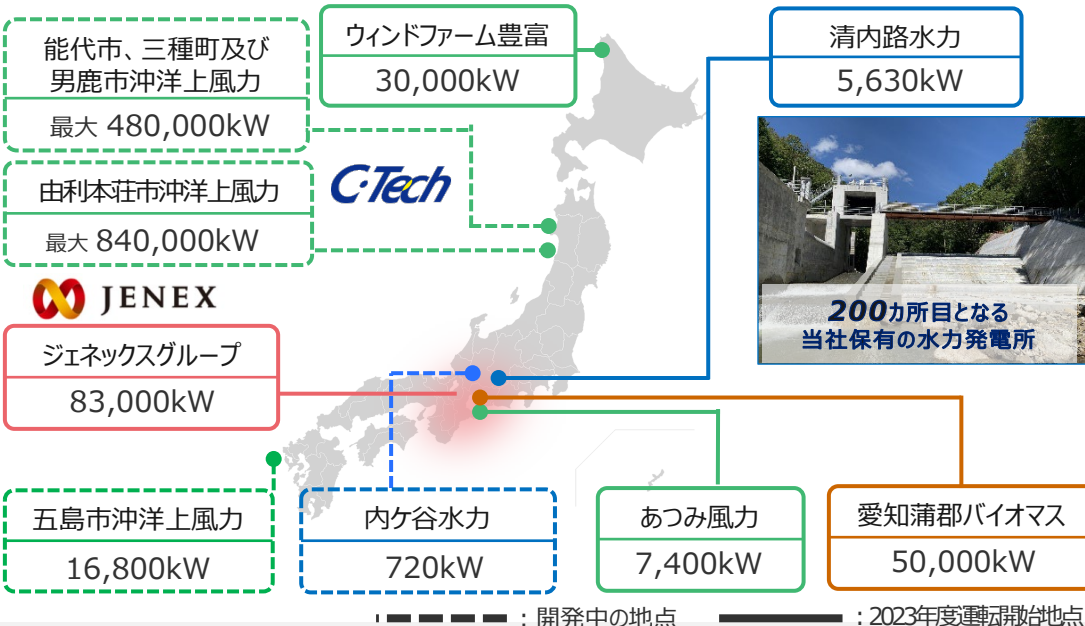 能代市、三種町及び
男鹿市沖洋上風力
最大 480,000kW
ウィンドファーム豊富
30,000kW
清内路水力
5,630kW
由利本荘市沖洋上風力
最大 840,000kW
C-Tech
JENEX
200カ所目となる
当社保有の水力発電所
ジェネックスグループ
83,000kW
五島市沖洋上風力
16,800kW
内ケ谷水力
720kW
あつみ風力
7,400kW
愛知蒲郡バイオマス
50,000kW
：開発中の地点
：2023年度運転開始地点